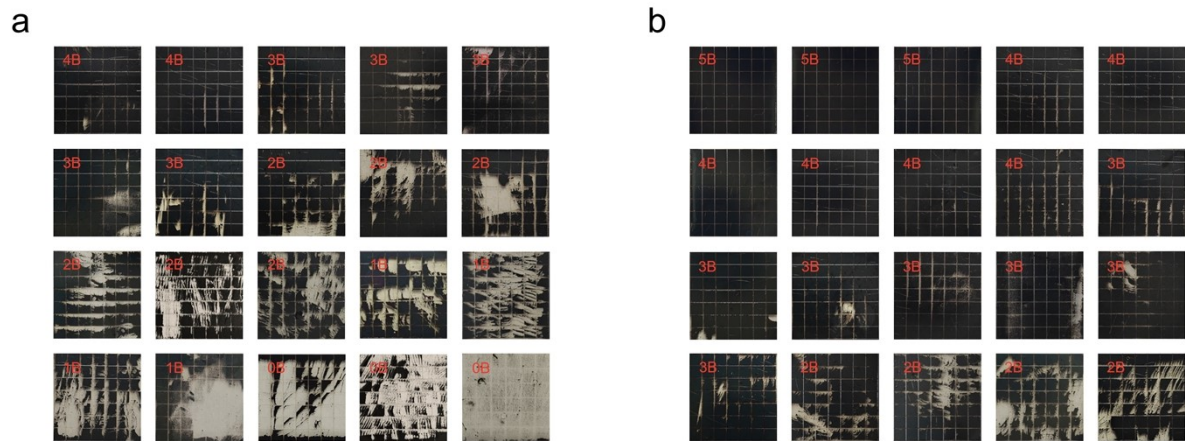 a
4B 4B 3B 3B 3B
3B 3B 2B 2B 2B
2B 2B 2B 1B 1B
1B 1B 0B 0B 0B
b
5B 5B 5B 4B 4B
4B 4B 4B 4B 3B
3B 3B 3B 3B 3B
3B 2B 2B 2B 2B